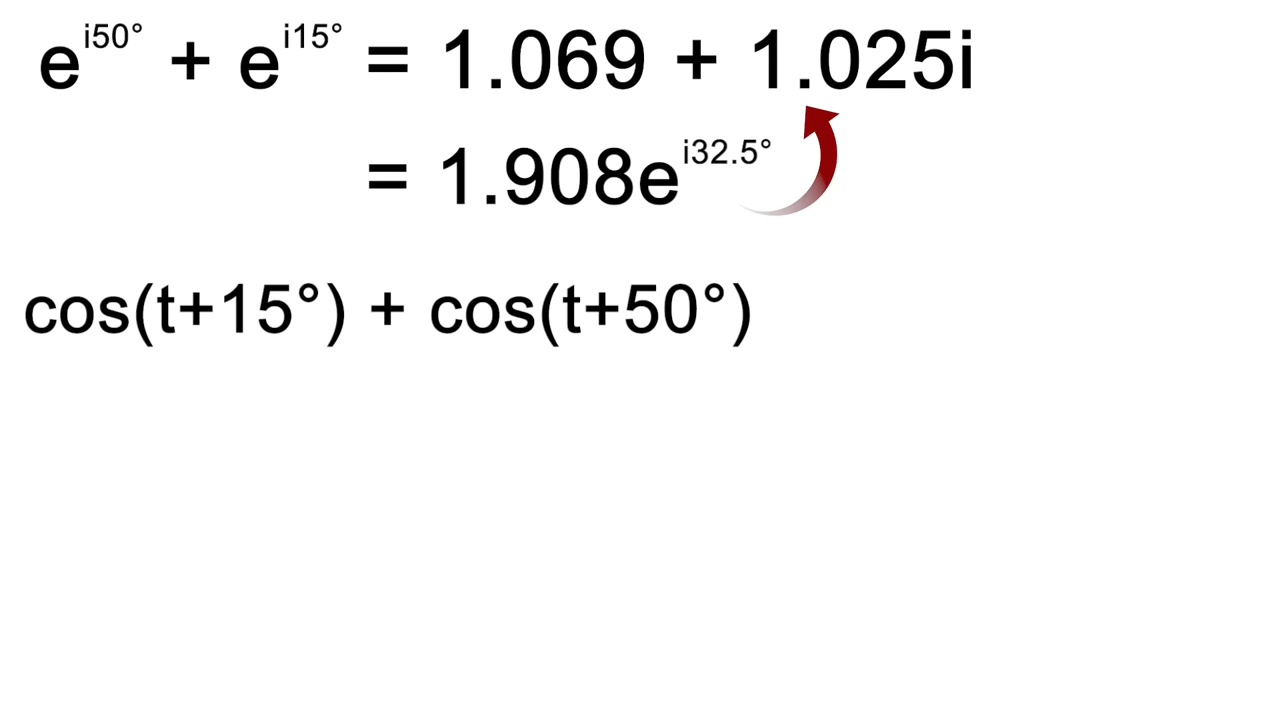 e^i50° + e^i15° = 1.069 + 1.025i
= 1.908e^i32.5°
cos(t+15°) + cos(t+50°)